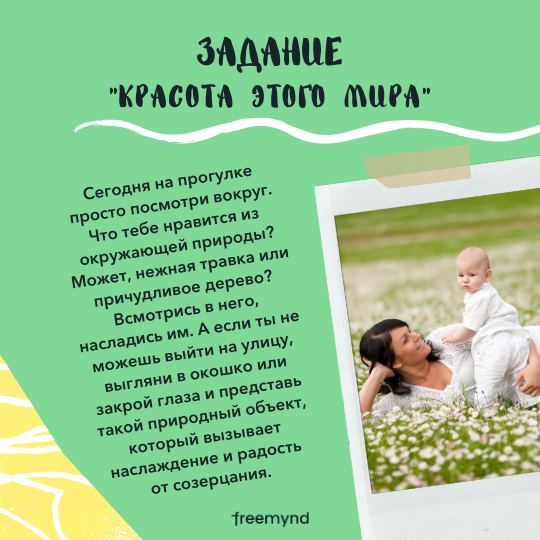 ЗАДАНИЕ
"КРАСОТА ЭТОГО МИРА"
Сегодня на прогулке
просто посмотри вокруг.
Что тебе нравится из
окружающей природы?
Может, нежная травка или
причудливое дерево?
Всмотрись в него,
насладись им. А если ты не
можешь выйти на улицу,
выгляни в окошко или
закрой глаза и представь
такой природный объект,
который вызывает
наслаждение и радость
от созерцания.
freemynd